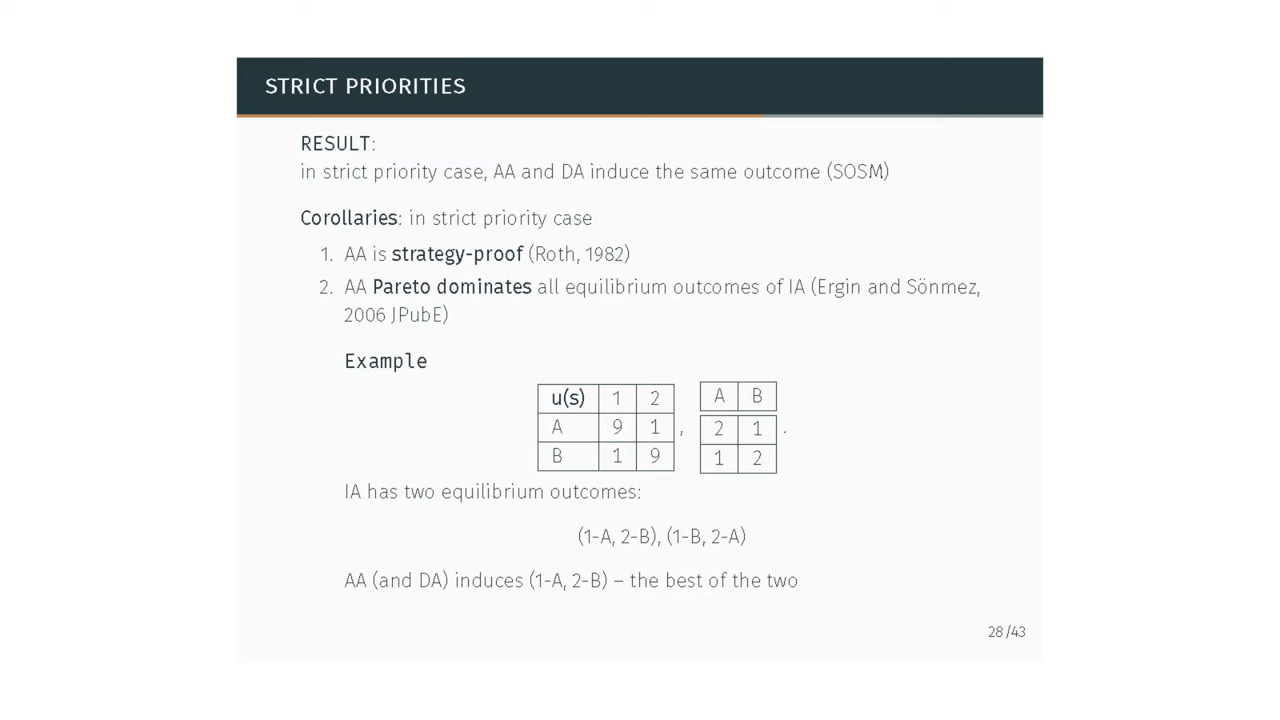 STRICT PRIORITIES
RESULT:
in strict priority case, AA and DA induce the same outcome (SOSM)
Corollaries: in strict priority case
1. AA is strategy-proof (Roth, 1982)
2. AA Pareto dominates all equilibrium outcomes of IA (Ergin and Sönmez,
2006 JPubE)
Example
u(s) 1 2
A 9 1
B 1 9
,
A B
2 1
1 2
.
IA has two equilibrium outcomes:
(1-A, 2-B), (1-B, 2-A)
AA (and DA) induces (1-A, 2-B) – the best of the two
28/43